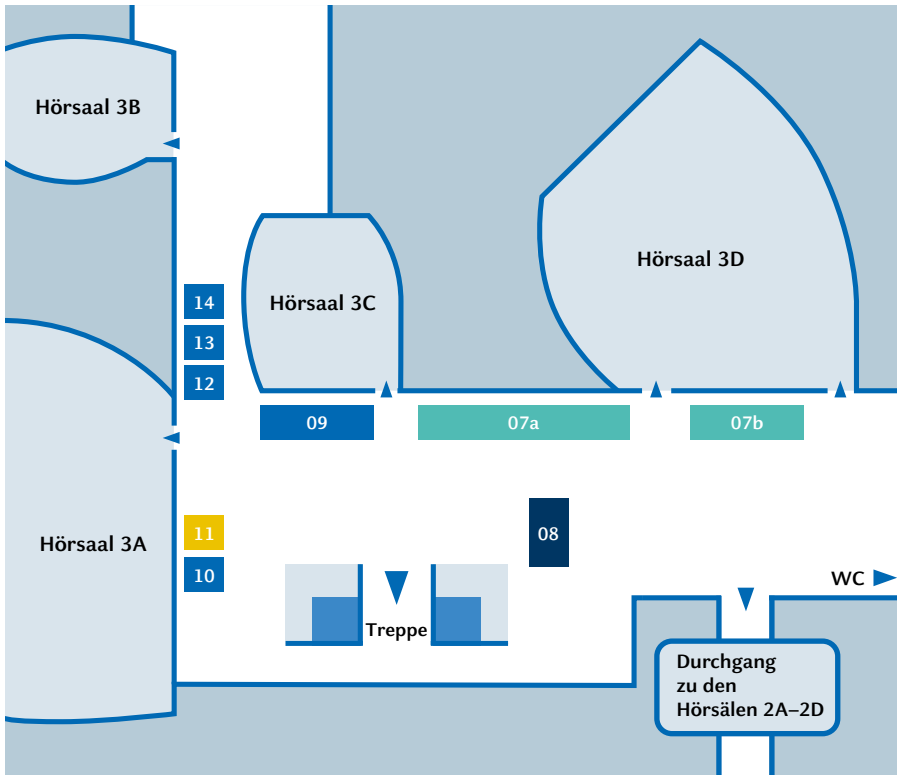 Hörsaal 3B
Hörsaal 3D
14
Hörsaal 3C
13
12
09
07a
07b
11
08
Hörsaal 3A
10
WC
Treppe
Durchgang
zu den
Hörsälen 2A–2D